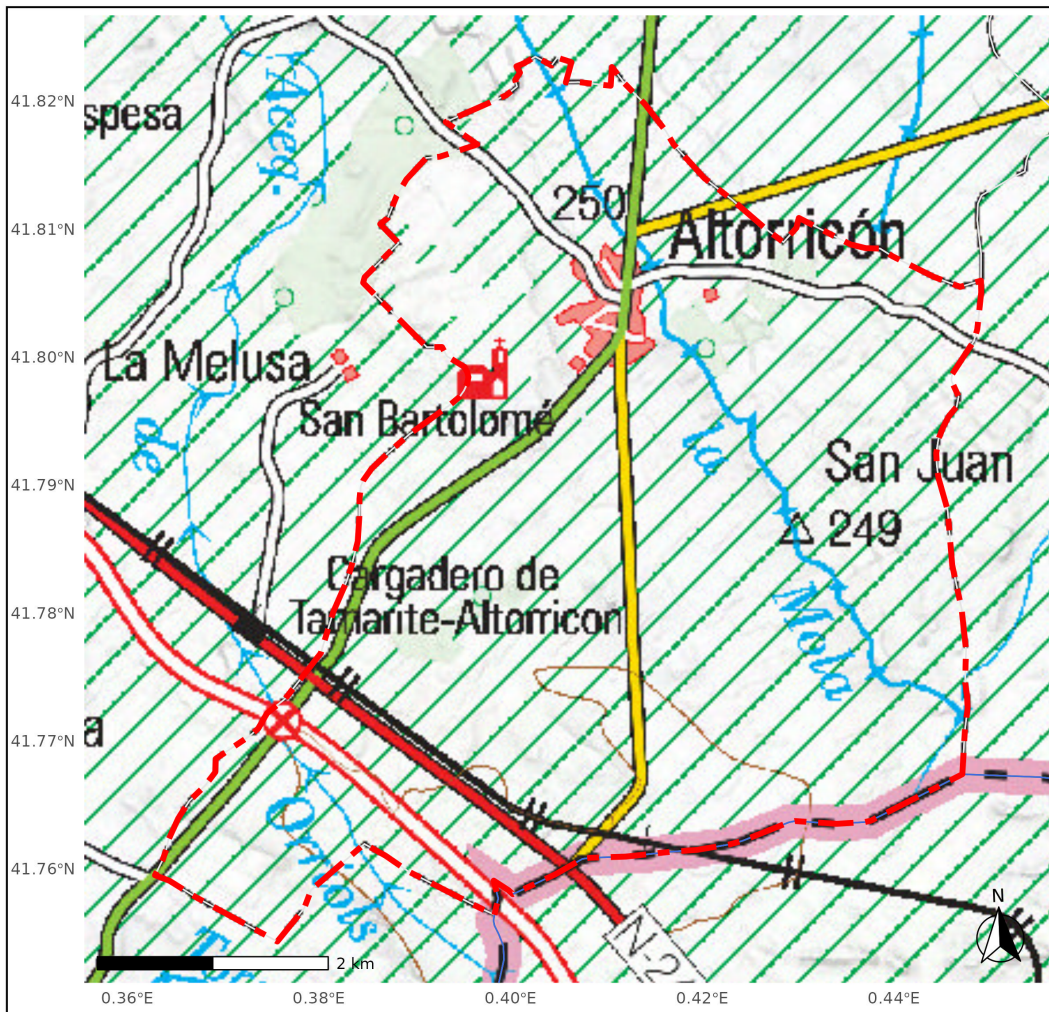 41.82°N
41.81°N
41.80°N
41.79°N
41.78°N
41.77°N
41.76°N
spesa
Aceq.
250
Altorricón
La Melusa
San Bartolomé
de
la
San Juan
249
Cargadero de
Tamarite-Altorricon
Mola
a
Orriols
N-2
N
2 km
0.36°E
0.38°E
0.40°E
0.42°E
0.44°E